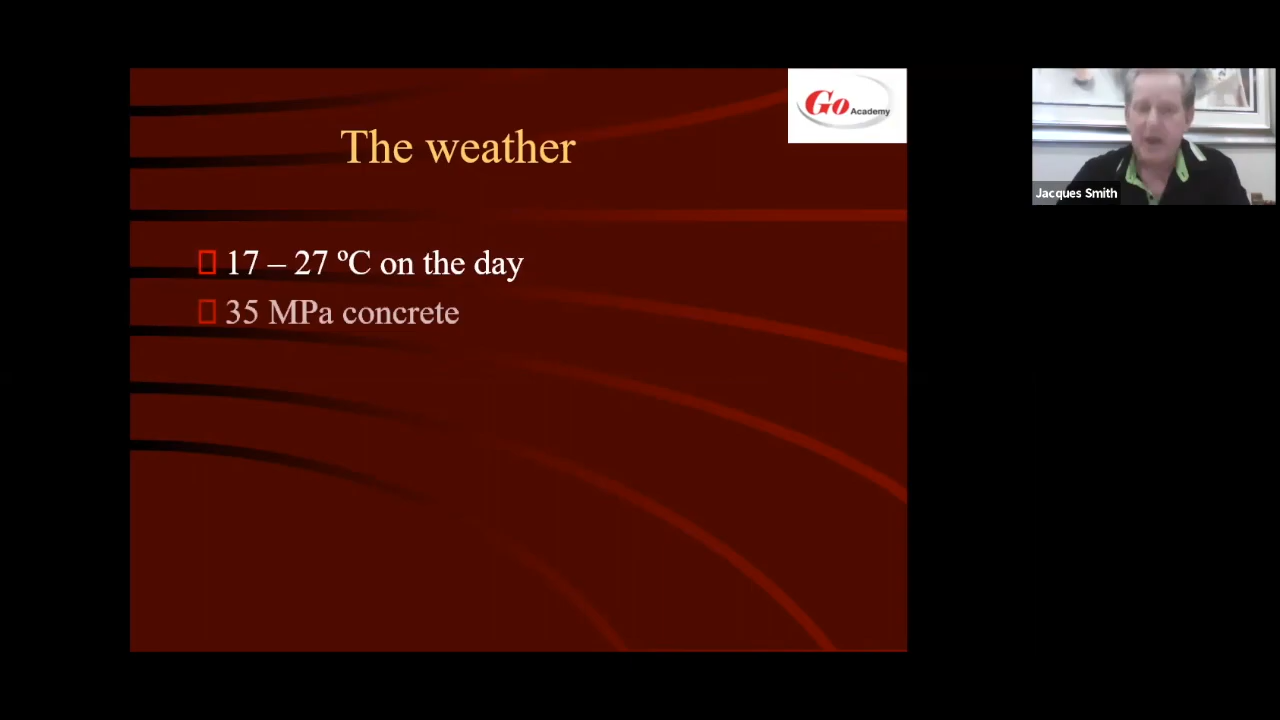 Go Academy
The weather
17 – 27 ºC on the day
35 MPa concrete
Jacques Smith